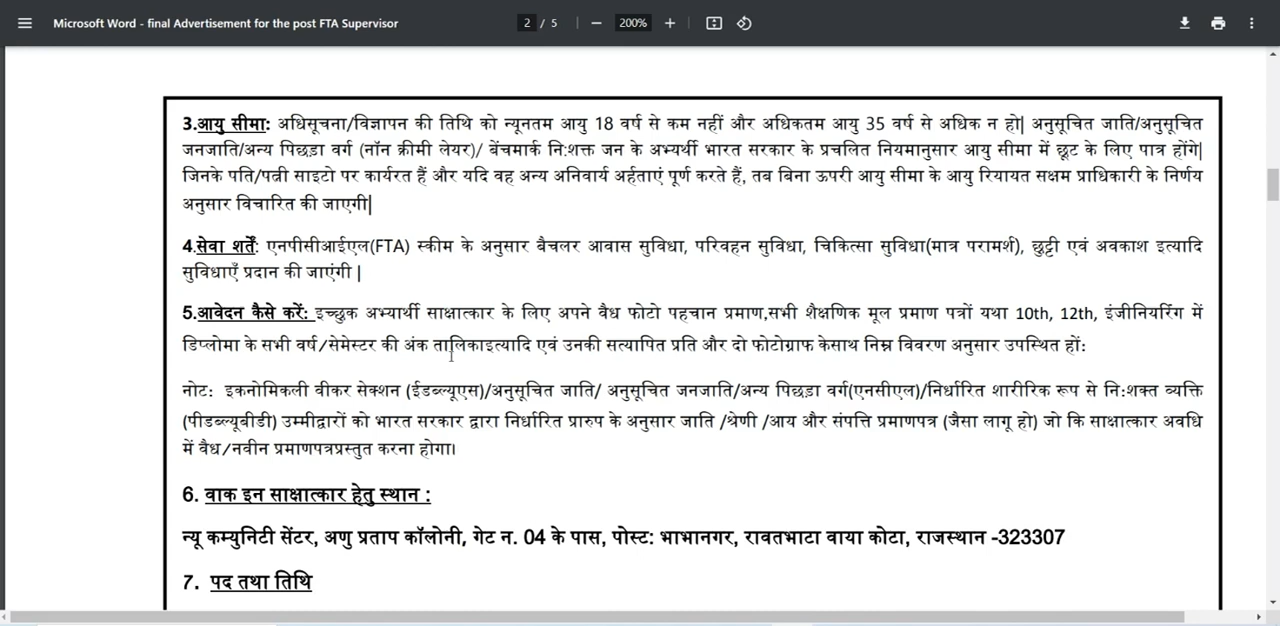 Microsoft Word - final Advertisement for the post FTA Supervisor
2 / 5
200%
3.आयु सीमा: अधिसूचना/विज्ञापन की तिथि को न्यूनतम आयु 18 वर्ष से कम नहीं और अधिकतम आयु 35 वर्ष से अधिक न हो| अनुसूचित जाति/अनुसूचित
जनजाति/अन्य पिछड़ा वर्ग (नॉन क्रीमी लेयर)/ बेंचमार्क नि:शक्त जन के अभ्यर्थी भारत सरकार के प्रचलित नियमानुसार आयु सीमा में छूट के लिए पात्र होंगे|
जिनके पति/पत्नी साइटो पर कार्यरत हैं और यदि वह अन्य अनिवार्य अर्हताएं पूर्ण करते हैं, तब बिना ऊपरी आयु सीमा के आयु रियायत सक्षम प्राधिकारी के निर्णय
अनुसार विचारित की जाएगी|
4.सेवा शर्तें: एनपीसीआईएल(FTA) स्कीम के अनुसार बैचलर आवास सुविधा, परिवहन सुविधा, चिकित्सा सुविधा(मात्र परामर्श), छुट्टी एवं अवकाश इत्यादि
सुविधाएँ प्रदान की जाएंगी |
5.आवेदन कैसे करें: इच्छुक अभ्यार्थी साक्षात्कार के लिए अपने वैध फोटो पहचान प्रमाण,सभी शैक्षणिक मूल प्रमाण पत्रों यथा 10th, 12th, इंजीनियरिंग में
डिप्लोमा के सभी वर्ष/सेमेस्टर की अंक तालिकाइत्यादि एवं उनकी सत्यापित प्रति और दो फोटोग्राफ केसाथ निम्न विवरण अनुसार उपस्थित हों:
नोट: इकनोमिकली वीकर सेक्शन (ईडब्ल्यूएस)/अनुसूचित जाति/ अनुसूचित जनजाति/अन्य पिछड़ा वर्ग(एनसीएल)/निर्धारित शारीरिक रूप से नि:शक्त व्यक्ति
(पीडब्ल्यूबीडी) उम्मीद्वारों को भारत सरकार द्वारा निर्धारित प्रारुप के अनुसार जाति /श्रेणी /आय और संपत्ति प्रमाणपत्र (जैसा लागू हो) जो कि साक्षात्कार अवधि
में वैध/नवीन प्रमाणपत्रप्रस्तुत करना होगा।
6. वाक इन साक्षात्कार हेतु स्थान :
न्यू कम्युनिटी सेंटर, अणु प्रताप कॉलोनी, गेट न. 04 के पास, पोस्ट: भाभानगर, रावतभाटा वाया कोटा, राजस्थान -323307
7. पद तथा तिथि